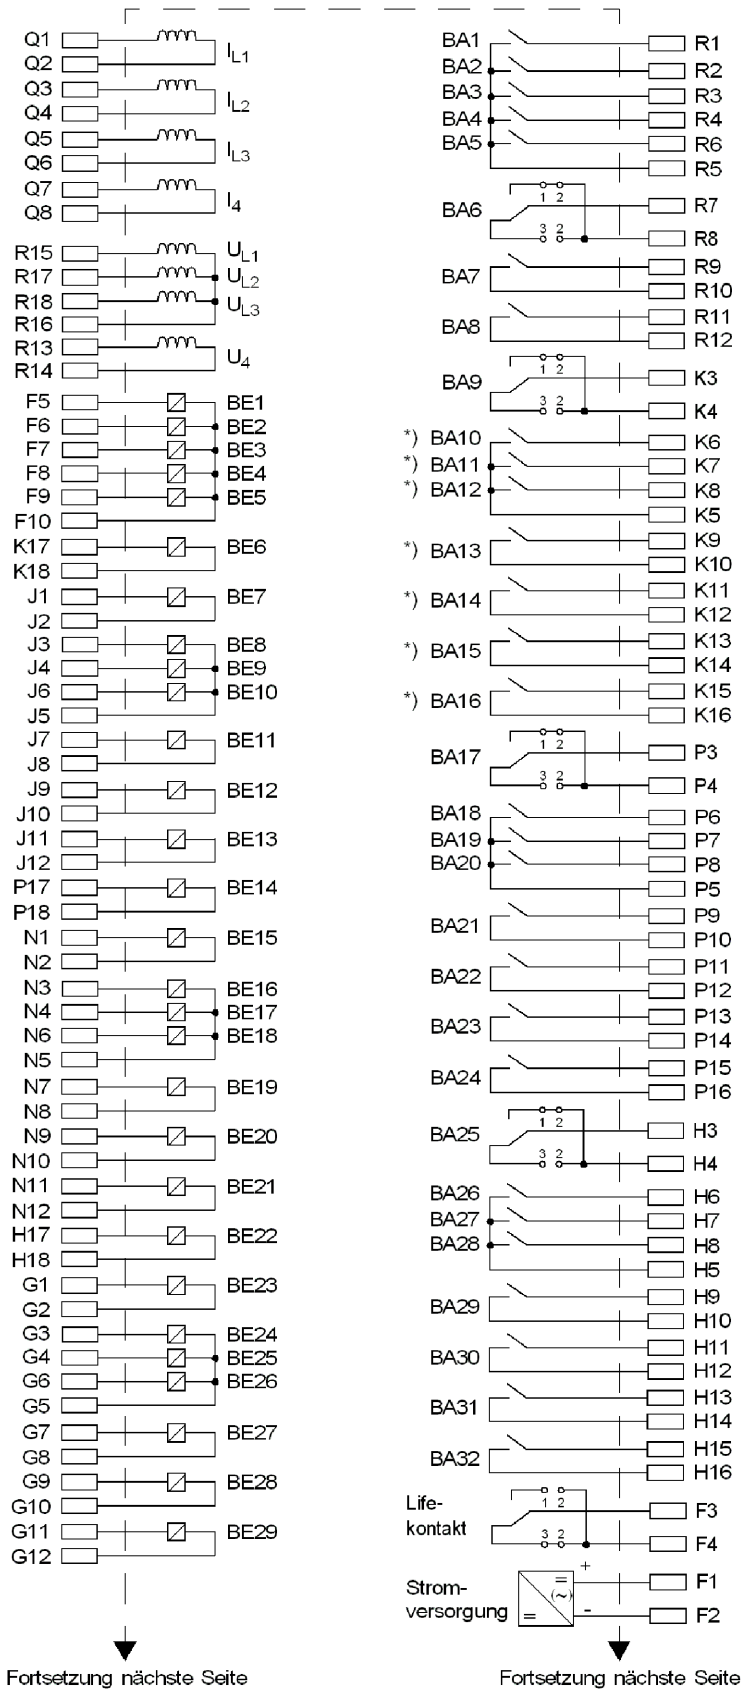 Q1
Q2
I L1
Q3
Q4
I L2
Q5
Q6
I L3
Q7
Q8
I 4
R15 U L1
R17 U L2
R18 U L3
R16
R13
R14
U 4
F5 BE1
F6 BE2
F7 BE3
F8 BE4
F9 BE5
F10
K17 BE6
K18
J1 BE7
J2
J3 BE8
J4 BE9
J6 BE10
J5
J7 BE11
J8
J9 BE12
J10
J11 BE13
J12
P17 BE14
P18
N1 BE15
N2
N3 BE16
N4 BE17
N6 BE18
N5
N7 BE19
N8
N9 BE20
N10
N11 BE21
N12
H17 BE22
H18
G1 BE23
G2
G3 BE24
G4 BE25
G6 BE26
G5
G7 BE27
G8
G9 BE28
G10
G11 BE29
G12
Fortsetzung nächste Seite
BA1 R1
BA2 R2
BA3 R3
BA4 R4
BA5 R6
R5
1 2
BA6 R7
3 2
R8
BA7 R9
R10
BA8 R11
R12
1 2
BA9 K3
3 2
K4
*) BA10 K6
*) BA11 K7
*) BA12 K8
K5
*) BA13 K9
K10
*) BA14 K11
K12
*) BA15 K13
K14
*) BA16 K15
K16
1 2
BA17 P3
3 2
P4
BA18 P6
BA19 P7
BA20 P8
P5
BA21 P9
P10
BA22 P11
P12
BA23 P13
P14
BA24 P15
P16
1 2
BA25 H3
3 2
H4
BA26 H6
BA27 H7
BA28 H8
H5
BA29 H9
H10
BA30 H11
H12
BA31 H13
H14
BA32 H15
H16
1 2
Life- F3
kontakt
3 2
F4
+
= F1
Strom- (~)
versorgung = - F2
Fortsetzung nächste Seite